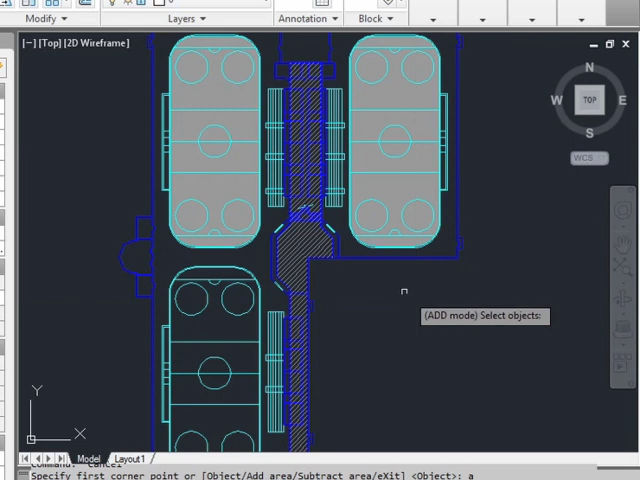 Modify
Layers
Annotation
Block
[−] [Top] [2D Wireframe]
N
W
TOP
E
S
WCS
(ADD mode) Select objects:
Y
X
Model
Layout1
Command: *Cancel*
Specify first corner point or [Object/Add area/Subtract area/eXit] <Object>: a